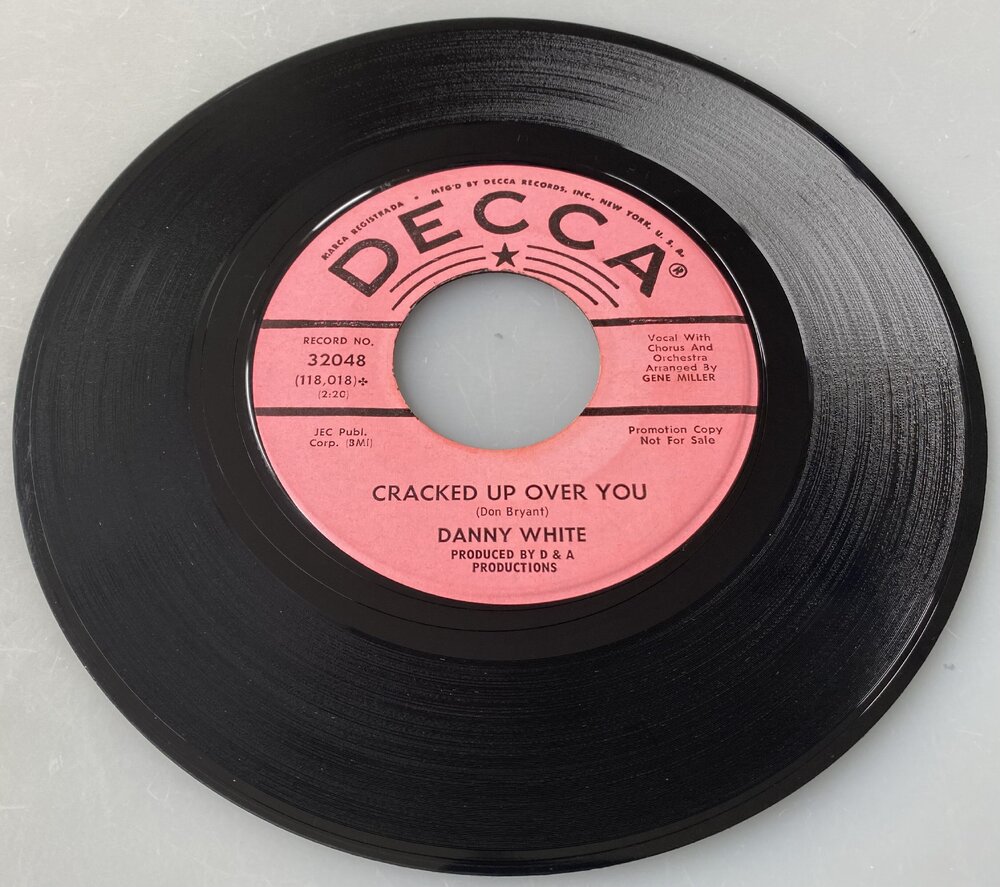 MARCA REGISTRADA • MFG'D BY DECCA RECORDS, INC., NEW YORK, U. S. A.
DECCA®
RECORD NO.
32048
(118,018)✤
(2:20)
Vocal With
Chorus And
Orchestra
Arranged By
GENE MILLER
JEC Publ.
Corp. (BMI)
Promotion Copy
Not For Sale
CRACKED UP OVER YOU
(Don Bryant)
DANNY WHITE
PRODUCED BY D & A
PRODUCTIONS